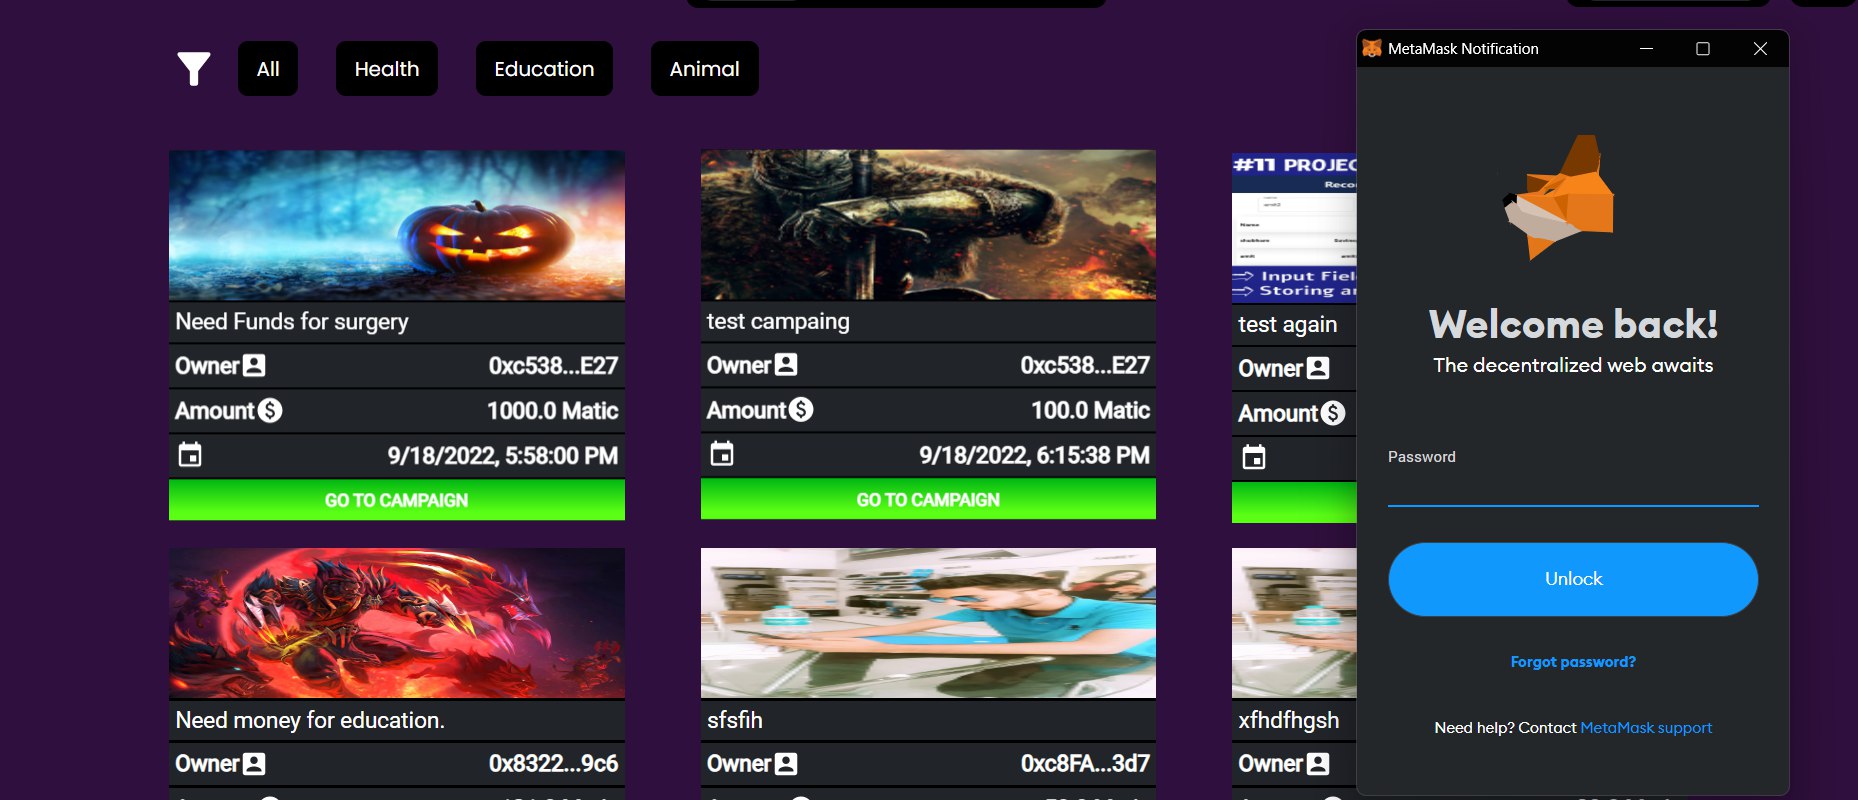 All
Health
Education
Animal
Need Funds for surgery
Owner 0xc538...E27
Amount 1000.0 Matic
9/18/2022, 5:58:00 PM
GO TO CAMPAIGN
test campaing
Owner 0xc538...E27
Amount 100.0 Matic
9/18/2022, 6:15:38 PM
GO TO CAMPAIGN
#11 PROJEC
Name
Input Fiel
Storing a
test again
Owner
Amount
Need money for education.
Owner 0x8322...9c6
sfsfih
Owner 0xc8FA...3d7
xfhdfhgsh
Owner
MetaMask Notification
Welcome back!
The decentralized web awaits
Password
Unlock
Forgot password?
Need help? Contact MetaMask support